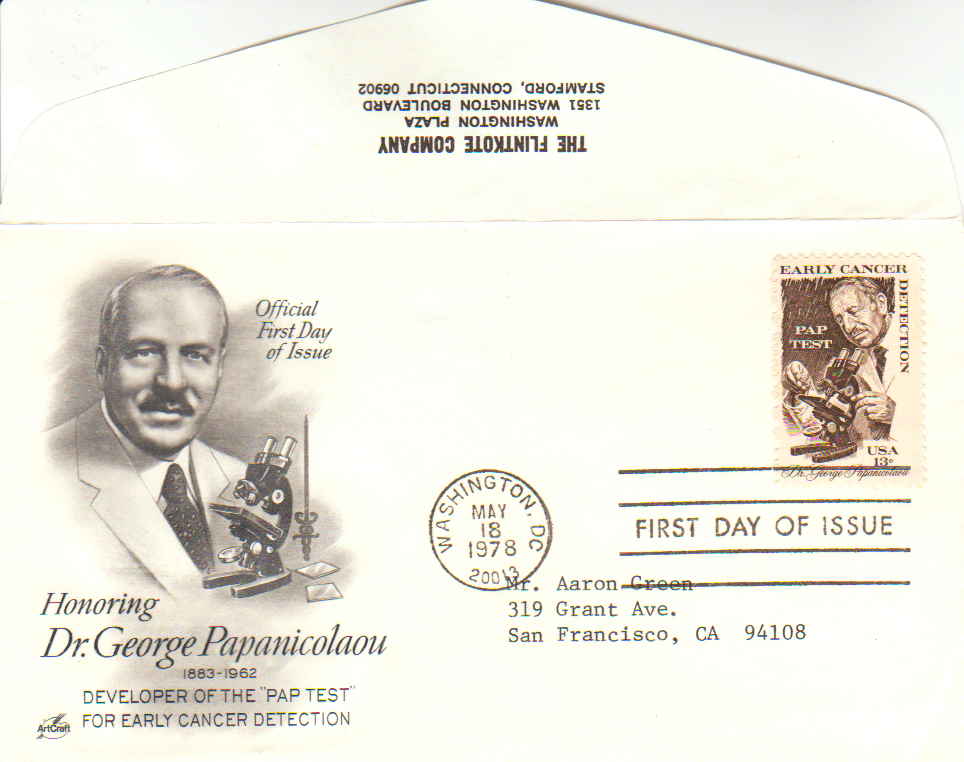 THE FLINTKOTE COMPANY
WASHINGTON PLAZA
1351 WASHINGTON BOULEVARD
STAMFORD, CONNECTICUT 06902
Official
First Day
of Issue
EARLY CANCER
DETECTION
PAP
TEST
USA
13c
Dr. George Papanicolaou
WASHINGTON, DC
MAY
18
1978
20013
FIRST DAY OF ISSUE
Mr. Aaron Green
319 Grant Ave.
San Francisco, CA 94108
Honoring
Dr. George Papanicolaou
1883-1962
DEVELOPER OF THE "PAP TEST"
FOR EARLY CANCER DETECTION
ArtCraft